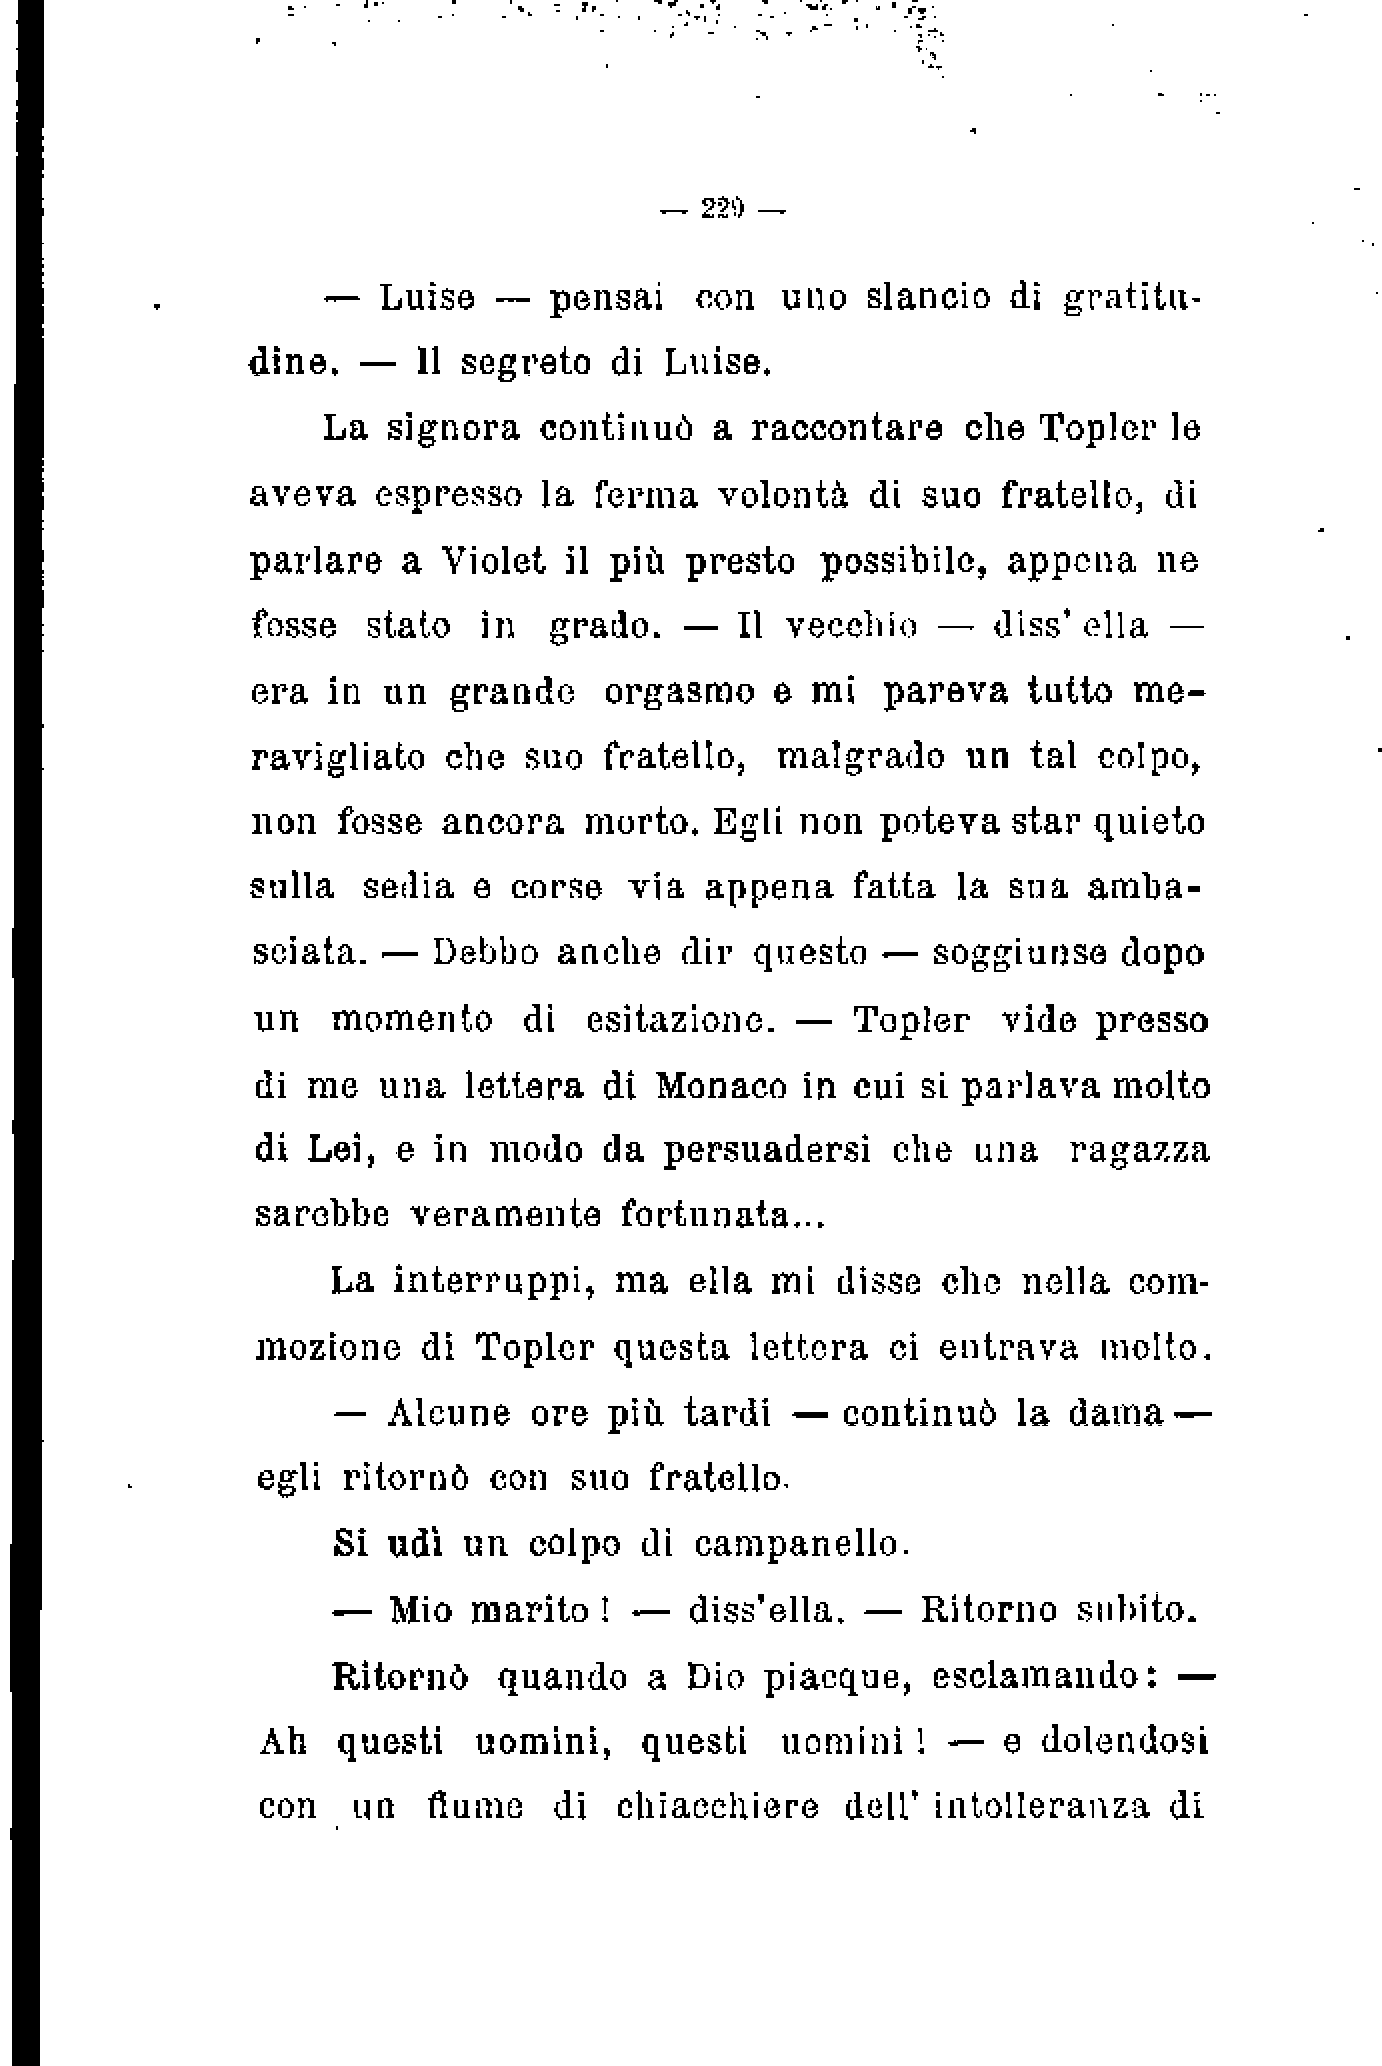 — 229 —
— Luise — pensai con uno slancio di gratitu-
dine. — Il segreto di Luise.
La signora continuò a raccontare che Topler le
aveva espresso la ferma volontà di suo fratello, di
parlare a Violet il più presto possibile, appena ne
fosse stato in grado. — Il vecchio — diss' ella —
era in un grande orgasmo e mi pareva tutto me-
ravigliato che suo fratello, malgrado un tal colpo,
non fosse ancora morto. Egli non poteva star quieto
sulla sedia e corse via appena fatta la sua amba-
sciata. — Debbo anche dir questo — soggiunse dopo
un momento di esitazione. — Topler vide presso
di me una lettera di Monaco in cui si parlava molto
di Lei, e in modo da persuadersi che una ragazza
sarebbe veramente fortunata...
La interruppi, ma ella mi disse che nella com-
mozione di Topler questa lettera ci entrava molto.
— Alcune ore più tardi — continuò la dama —
egli ritornò con suo fratello.
Si udì un colpo di campanello.
— Mio marito! — diss'ella. — Ritorno subito.
Ritornò quando a Dio piacque, esclamando: —
Ah questi uomini, questi uomini! — e dolendosi
con un fiume di chiacchiere dell' intolleranza di